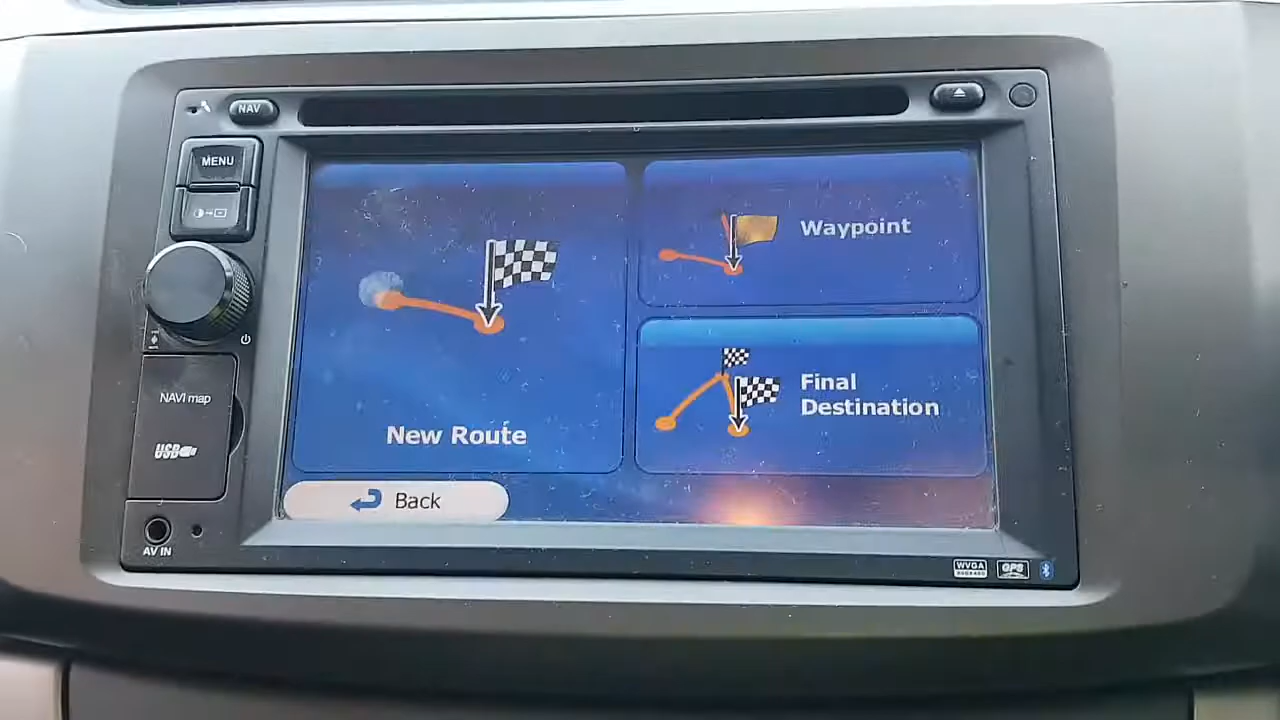 NAV
MENU
NAVI map
USB
AV IN
New Route
Waypoint
Final
Destination
Back
WVGA
GPS